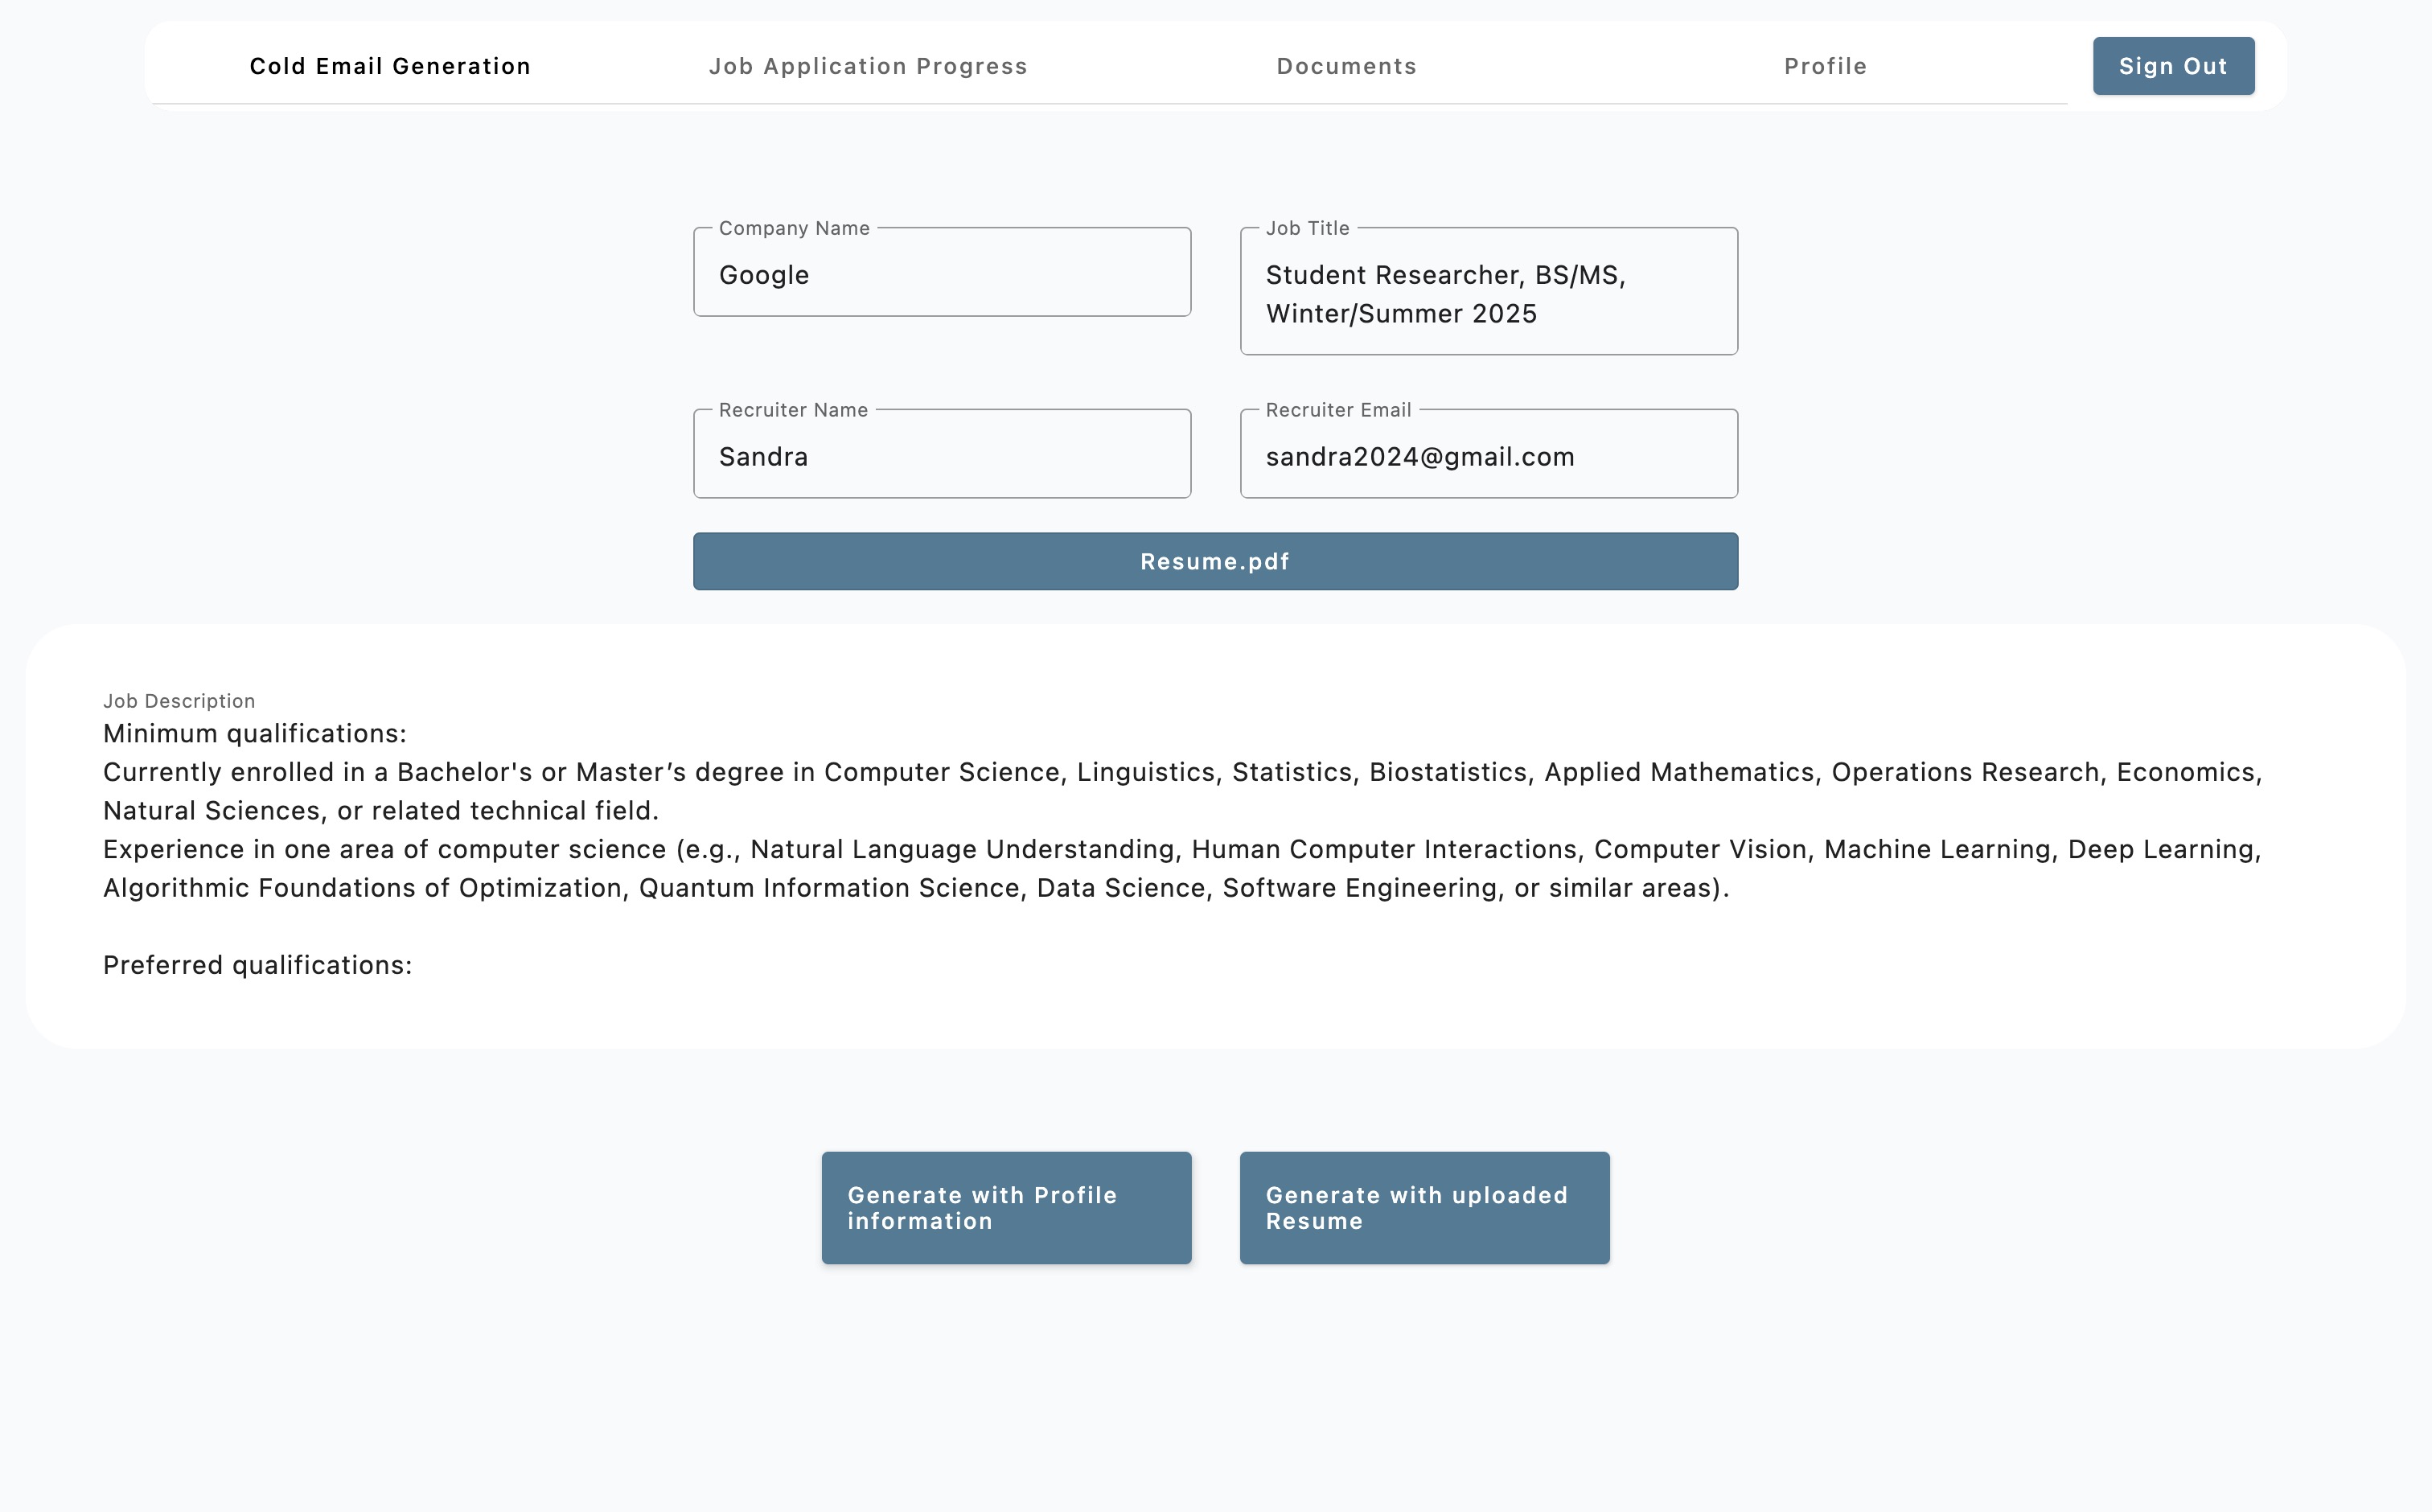 Cold Email Generation
Job Application Progress
Documents
Profile
Sign Out
Company Name
Google
Job Title
Student Researcher, BS/MS,
Winter/Summer 2025
Recruiter Name
Sandra
Recruiter Email
sandra2024@gmail.com
Resume.pdf
Job Description
Minimum qualifications:
Currently enrolled in a Bachelor's or Master’s degree in Computer Science, Linguistics, Statistics, Biostatistics, Applied Mathematics, Operations Research, Economics,
Natural Sciences, or related technical field.
Experience in one area of computer science (e.g., Natural Language Understanding, Human Computer Interactions, Computer Vision, Machine Learning, Deep Learning,
Algorithmic Foundations of Optimization, Quantum Information Science, Data Science, Software Engineering, or similar areas).
Preferred qualifications:
Generate with Profile
information
Generate with uploaded
Resume